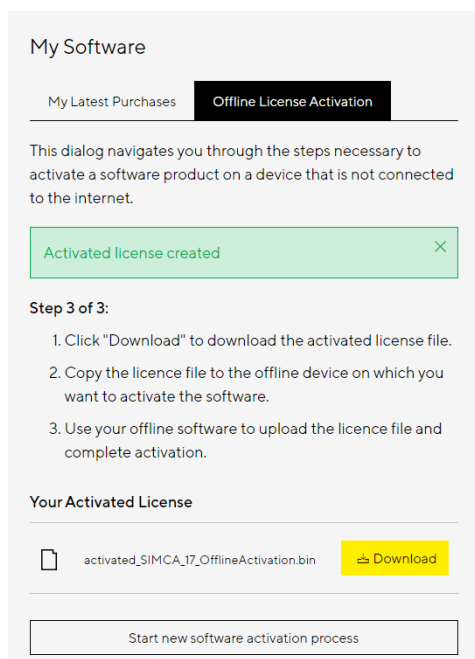 My Software
My Latest Purchases
Offline License Activation
This dialog navigates you through the steps necessary to
activate a software product on a device that is not connected
to the internet.
Activated license created
Step 3 of 3:
1. Click "Download" to download the activated license file.
2. Copy the licence file to the offline device on which you
want to activate the software.
3. Use your offline software to upload the licence file and
complete activation.
Your Activated License
activated_SIMCA_17_OfflineActivation.bin
Download
Start new software activation process